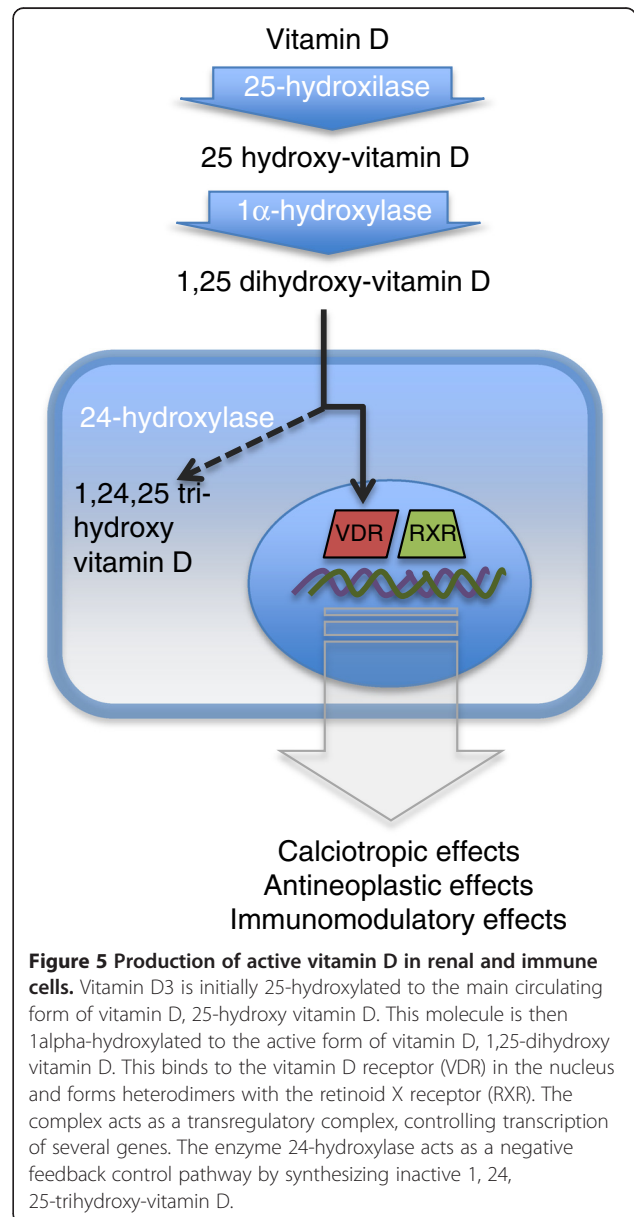 Vitamin D
25-hydroxilase
25 hydroxy-vitamin D
1α-hydroxylase
1,25 dihydroxy-vitamin D
24-hydroxylase
1,24,25 tri-
hydroxy
vitamin D
VDR
RXR
Calciotropic effects
Antineoplastic effects
Immunomodulatory effects
Figure 5 Production of active vitamin D in renal and immune
cells. Vitamin D3 is initially 25-hydroxylated to the main circulating
form of vitamin D, 25-hydroxy vitamin D. This molecule is then
1alpha-hydroxylated to the active form of vitamin D, 1,25-dihydroxy
vitamin D. This binds to the vitamin D receptor (VDR) in the nucleus
and forms heterodimers with the retinoid X receptor (RXR). The
complex acts as a transregulatory complex, controlling transcription
of several genes. The enzyme 24-hydroxylase acts as a negative
feedback control pathway by synthesizing inactive 1, 24,
25-trihydroxy-vitamin D.